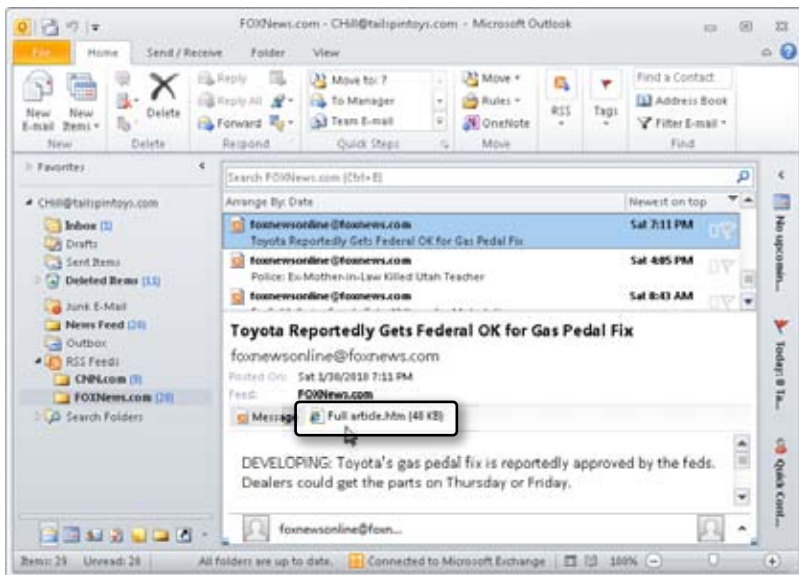 FOXNews.com - CHill@tailspintoys.com - Microsoft Outlook
File Home Send / Receive Folder View
New E-mail
New Items
Delete
Reply
Reply All
Forward
Move to: ?
To Manager
Team E-mail
Move
Rules
OneNote
RSS
Tags
Find a Contact
Address Book
Filter E-mail
New Delete Respond Quick Steps Move Find
Favorites
CHill@tailspintoys.com
Inbox (1)
Drafts
Sent Items
Deleted Items (11)
Junk E-Mail
News Feed (20)
Outbox
RSS Feeds
CNN.com (9)
FOXNews.com (28)
Search Folders
Search FOXNews.com (Ctrl+E)
Arrange By: Date Newest on top
foxnewsonline@foxnews.com Sat 7:11 PM
Toyota Reportedly Gets Federal OK for Gas Pedal Fix
foxnewsonline@foxnews.com Sat 4:05 PM
Police: Ex-Mother-in-Law Killed Utah Teacher
foxnewsonline@foxnews.com Sat 8:43 AM
Toyota Reportedly Gets Federal OK for Gas Pedal Fix
foxnewsonline@foxnews.com
Posted On: Sat 1/30/2010 7:11 PM
Feed: FOXNews.com
Message Full article.htm (48 KB)
DEVELOPING: Toyota's gas pedal fix is reportedly approved by the feds.
Dealers could get the parts on Thursday or Friday.
foxnewsonline@foxn...
No upcomin...
Today: 0 Ta...
Quick Cont...
Items: 29 Unread: 28 All folders are up to date. Connected to Microsoft Exchange 100%